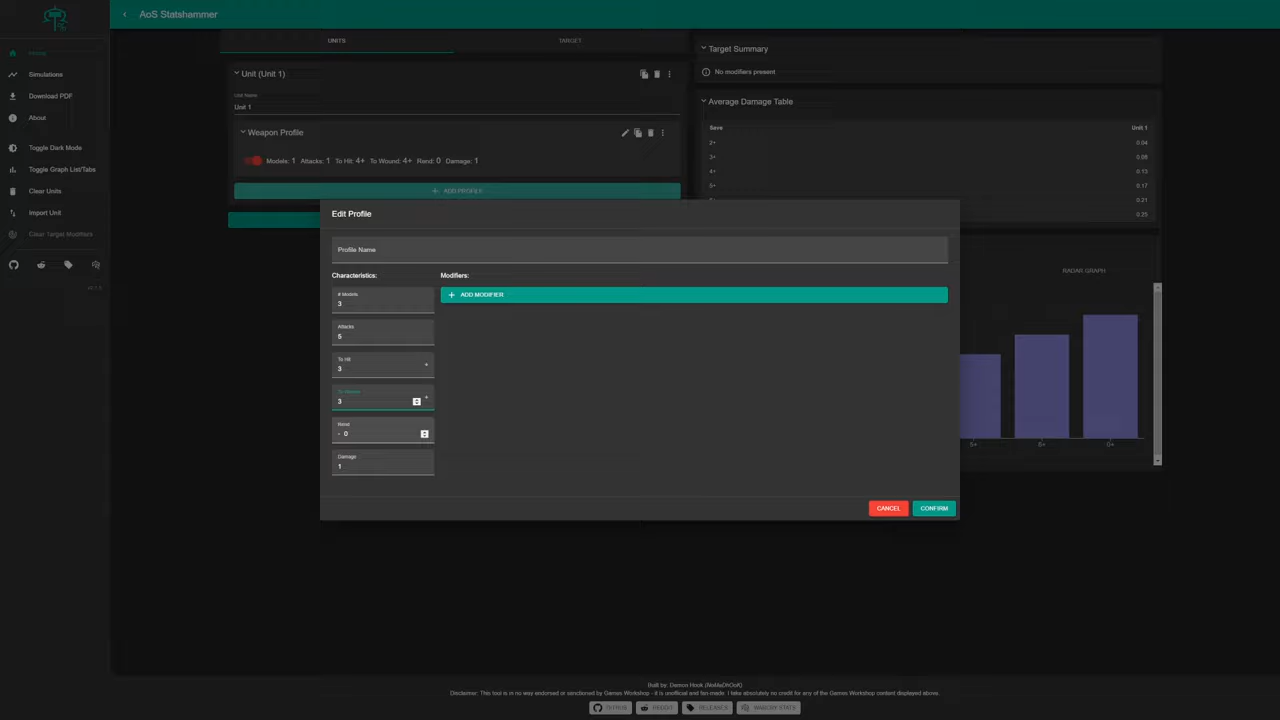 AoS Statshammer
Home
Simulations
Download PDF
About
Toggle Dark Mode
Toggle Graph List/Tabs
Clear Units
Import Unit
Clear Target Modifiers
UNITS
TARGET
Unit (Unit 1)
Unit Name
Unit 1
Weapon Profile
Models: 1 Attacks: 1 To Hit: 4+ To Wound: 4+ Rend: 0 Damage: 1
ADD PROFILE
Target Summary
No modifiers present
Average Damage Table
Save Unit 1
2+ 0.04
3+ 0.08
4+ 0.13
5+ 0.17
0.21
0.25
RADAR GRAPH
5+ 6+
Edit Profile
Profile Name
Characteristics:
Modifiers:
# Models
3
ADD MODIFIER
Attacks
5
To Hit
3 +
To Wound
3 +
Rend
- 0
Damage
1
CANCEL
CONFIRM
Built by: Damon Hook (NoMaDhOoK)
Disclaimer: This tool is in no way endorsed or sanctioned by Games Workshop - it is unofficial and fan-made. I take absolutely no credit for any of the Games Workshop content displayed above.
GITHUB
REDDIT
RELEASES
WARCRY STATS